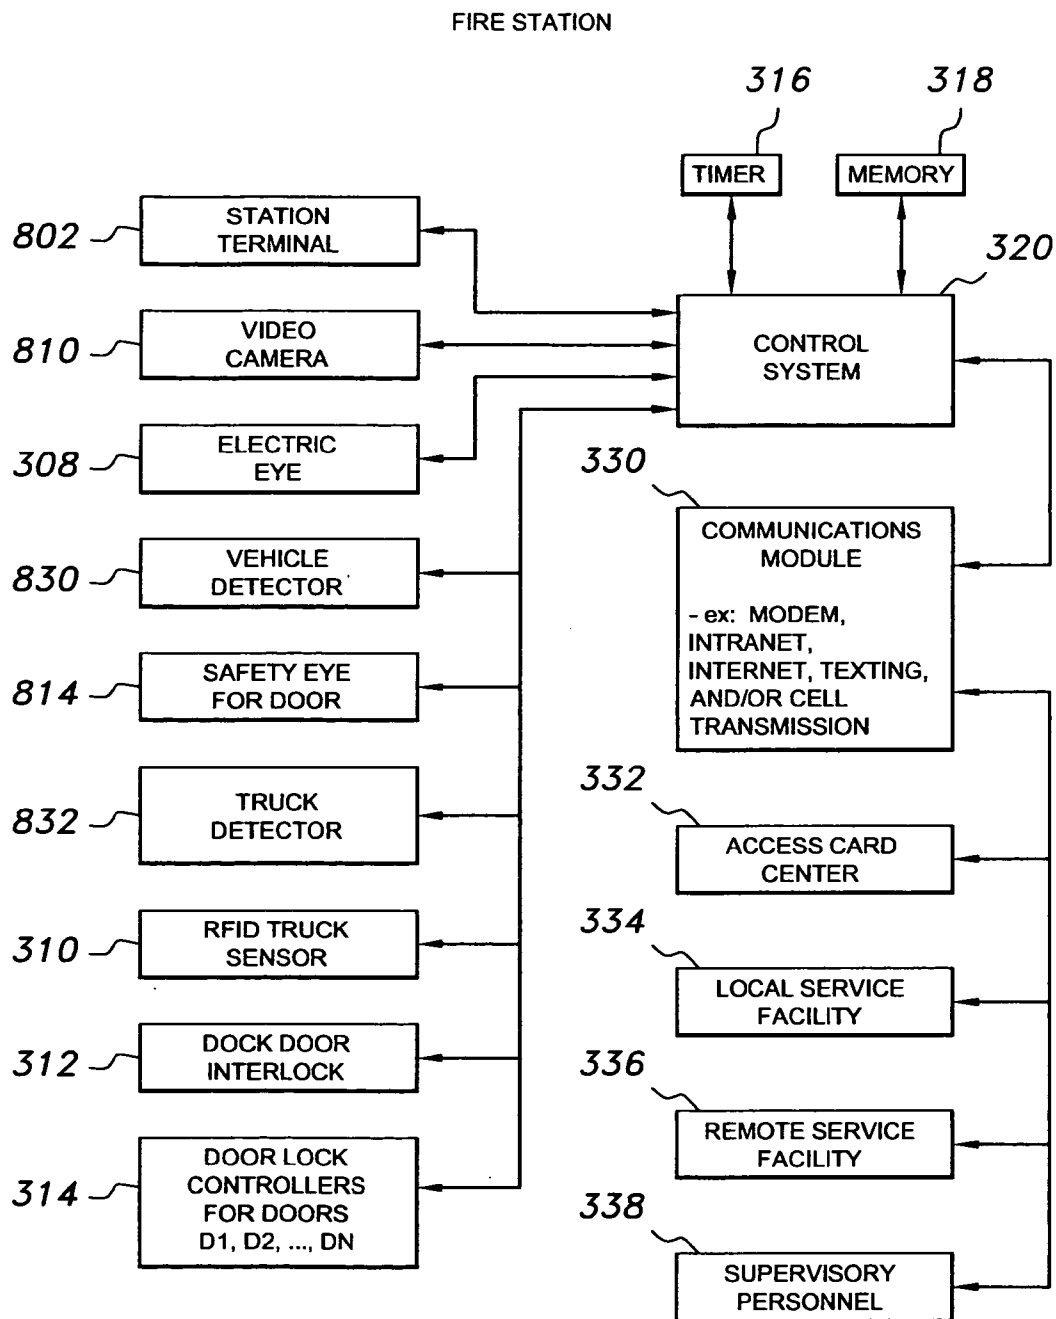 FIRE STATION
316
318
TIMER
MEMORY
320
802
STATION
TERMINAL
810
VIDEO
CAMERA
CONTROL
SYSTEM
308
ELECTRIC
EYE
330
COMMUNICATIONS
MODULE
- ex: MODEM,
INTRANET,
INTERNET, TEXTING,
AND/OR CELL
TRANSMISSION
830
VEHICLE
DETECTOR
814
SAFETY EYE
FOR DOOR
832
TRUCK
DETECTOR
332
ACCESS CARD
CENTER
310
RFID TRUCK
SENSOR
334
LOCAL SERVICE
FACILITY
312
DOCK DOOR
INTERLOCK
336
REMOTE SERVICE
FACILITY
314
DOOR LOCK
CONTROLLERS
FOR DOORS
D1, D2, ..., DN
338
SUPERVISORY
PERSONNEL